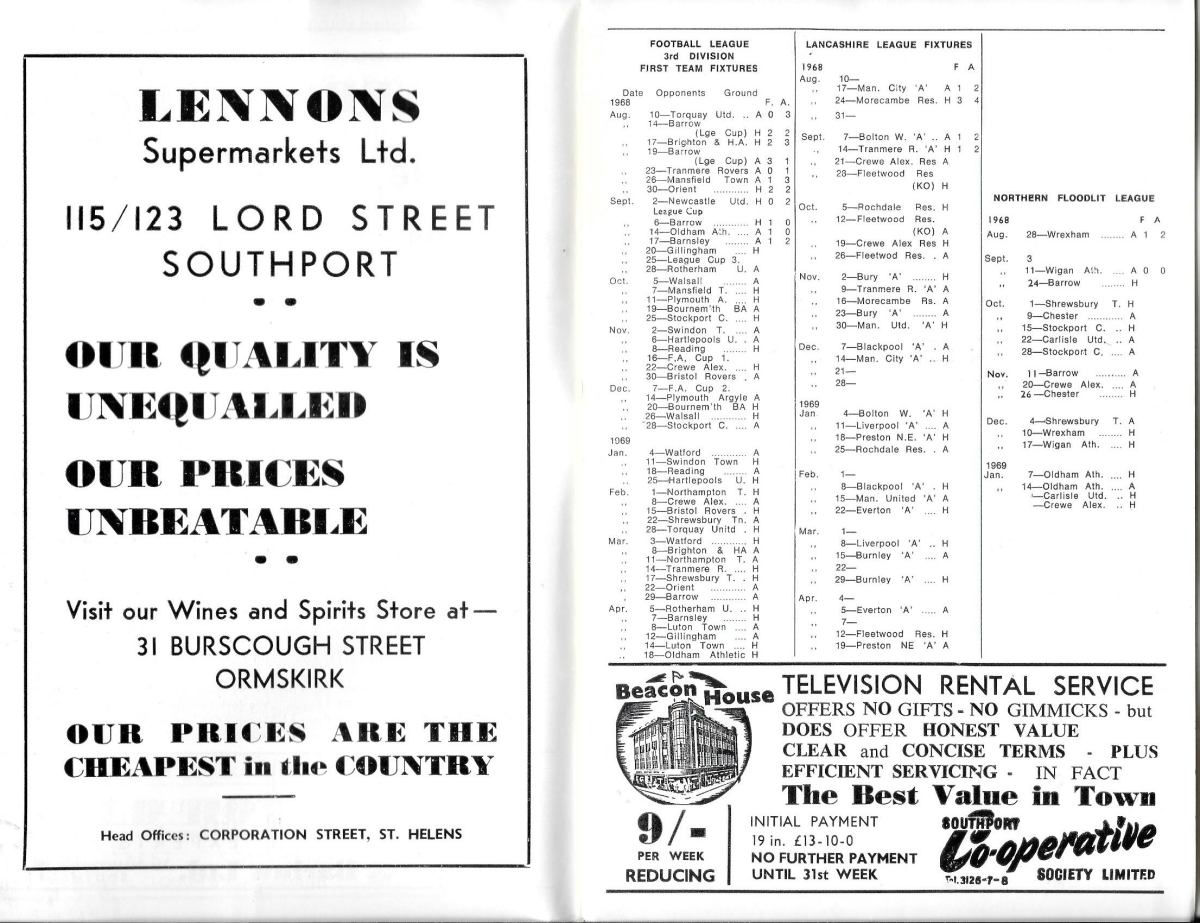 LENNONS
Supermarkets Ltd.
115/123 LORD STREET
SOUTHPORT
OUR QUALITY IS
UNEQUALLED
OUR PRICES
UNBEATABLE
Visit our Wines and Spirits Store at—
31 BURSCOUGH STREET
ORMSKIRK
OUR PRICES ARE THE
CHEAPEST in the COUNTRY
Head Offices: CORPORATION STREET, ST. HELENS
FOOTBALL LEAGUE
3rd DIVISION
FIRST TEAM FIXTURES
Date Opponents Ground
1968 F. A.
Aug. 10—Torquay Utd. .. A 0 3
,, 14—Barrow
(Lge Cup) H 2 2
,, 17—Brighton & H.A. H 2 3
,, 19—Barrow
(Lge Cup) A 3 1
,, 23—Tranmere Rovers A 0 1
,, 26—Mansfield Town A 1 3
,, 30—Orient ............ H 2 2
Sept. 2—Newcastle Utd. H 0 2
League Cup
,, 6—Barrow ............ H 1 0
,, 14—Oldham Ath. .... A 1 0
,, 17—Barnsley ........ A 1 2
,, 20—Gillingham .... H
,, 25—League Cup 3.
,, 28—Rotherham U. A
Oct. 5—Walsall ........ A
,, 7—Mansfield T. .... H
,, 11—Plymouth A. .... H
,, 19—Bournem'th BA A
,, 25—Stockport C. .... H
Nov. 2—Swindon T. .... A
,, 6—Hartlepools U. . A
,, 8—Reading ........ H
,, 16—F.A. Cup 1.
,, 22—Crewe Alex. .... H
,, 30—Bristol Rovers . A
Dec. 7—F.A. Cup 2.
,, 14—Plymouth Argyle A
,, 20—Bournem'th BA H
,, 26—Walsall ............ H
,, 28—Stockport C. .... A
1969
Jan. 4—Watford ............ A
,, 11—Swindon Town H
,, 18—Reading ............ A
,, 25—Hartlepools U. H
Feb. 1—Northampton T. H
,, 8—Crewe Alex. .... A
,, 15—Bristol Rovers . H
,, 22—Shrewsbury Tn. A
,, 28—Torquay Unitd . H
Mar. 3—Watford ............ H
,, 8—Brighton & HA A
,, 11—Northampton T. A
,, 14—Tranmere R. .... H
,, 17—Shrewsbury T. . H
,, 22—Orient ............ A
,, 29—Barrow ............ A
Apr. 5—Rotherham U. .. H
,, 7—Barnsley ........ H
,, 8—Luton Town .... A
,, 12—Gillingham .... A
,, 14—Luton Town .... H
,, 18—Oldham Athletic H
LANCASHIRE LEAGUE FIXTURES
1968 F A
Aug. 10—
,, 17—Man. City 'A' A 1 2
,, 24—Morecambe Res. H 3 4
,, 31—
Sept. 7—Bolton W. 'A' .. A 1 2
,, 14—Tranmere R. 'A' H 1 2
,, 21—Crewe Alex. Res A
,, 28—Fleetwood Res
(KO) H
Oct. 5—Rochdale Res. H
,, 12—Fleetwood Res.
(KO) A
,, 19—Crewe Alex Res H
,, 26—Fleetwod Res. . A
Nov. 2—Bury 'A' ........ H
,, 9—Tranmere R. 'A' A
,, 16—Morecambe Rs. A
,, 23—Bury 'A' ........ A
,, 30—Man. Utd. 'A' H
Dec. 7—Blackpool 'A' . A
,, 14—Man. City 'A' .. H
,, 21—
,, 28—
1969
Jan 4—Bolton W. 'A' H
,, 11—Liverpool 'A' .... A
,, 18—Preston N.E. 'A' H
,, 25—Rochdale Res. . A
Feb. 1—
,, 8—Blackpool 'A' . H
,, 15—Man. United 'A' A
,, 22—Everton 'A' .... H
Mar. 1—
,, 8—Liverpool 'A' .. H
,, 15—Burnley 'A' .... A
,, 22—
,, 29—Burnley 'A' .... H
Apr. 4—
,, 5—Everton 'A' ..... A
,, 7—
,, 12—Fleetwood Res. H
,, 19—Preston NE 'A' A
NORTHERN FLOODLIT LEAGUE
1968 F A
Aug. 28—Wrexham ........ A 1 2
Sept. 3
,, 11—Wigan Ath. .... A 0 0
,, 24—Barrow ........ H
Oct. 1—Shrewsbury T. H
,, 9—Chester ............ A
,, 15—Stockport C. .. H
,, 22—Carlisle Utd. .. A
,, 28—Stockport C. .... A
Nov. 11—Barrow ............ A
,, 20—Crewe Alex. .... A
,, 26—Chester ........ H
Dec. 4—Shrewsbury T. A
,, 10—Wrexham ........ H
,, 17—Wigan Ath. .... H
1969
Jan. 7—Oldham Ath. .... H
,, 14—Oldham Ath. .... A
—Carlisle Utd. .. H
—Crewe Alex. .. H
Beacon House
TELEVISION RENTAL SERVICE
OFFERS NO GIFTS - NO GIMMICKS - but
DOES OFFER HONEST VALUE
CLEAR and CONCISE TERMS - PLUS
EFFICIENT SERVICING - IN FACT
The Best Value in Town
9/-
PER WEEK
REDUCING
INITIAL PAYMENT
19 in. £13-10-0
NO FURTHER PAYMENT
UNTIL 31st WEEK
SOUTHPORT
Co-operative
SOCIETY LIMITED
Tel. 3126-7-8